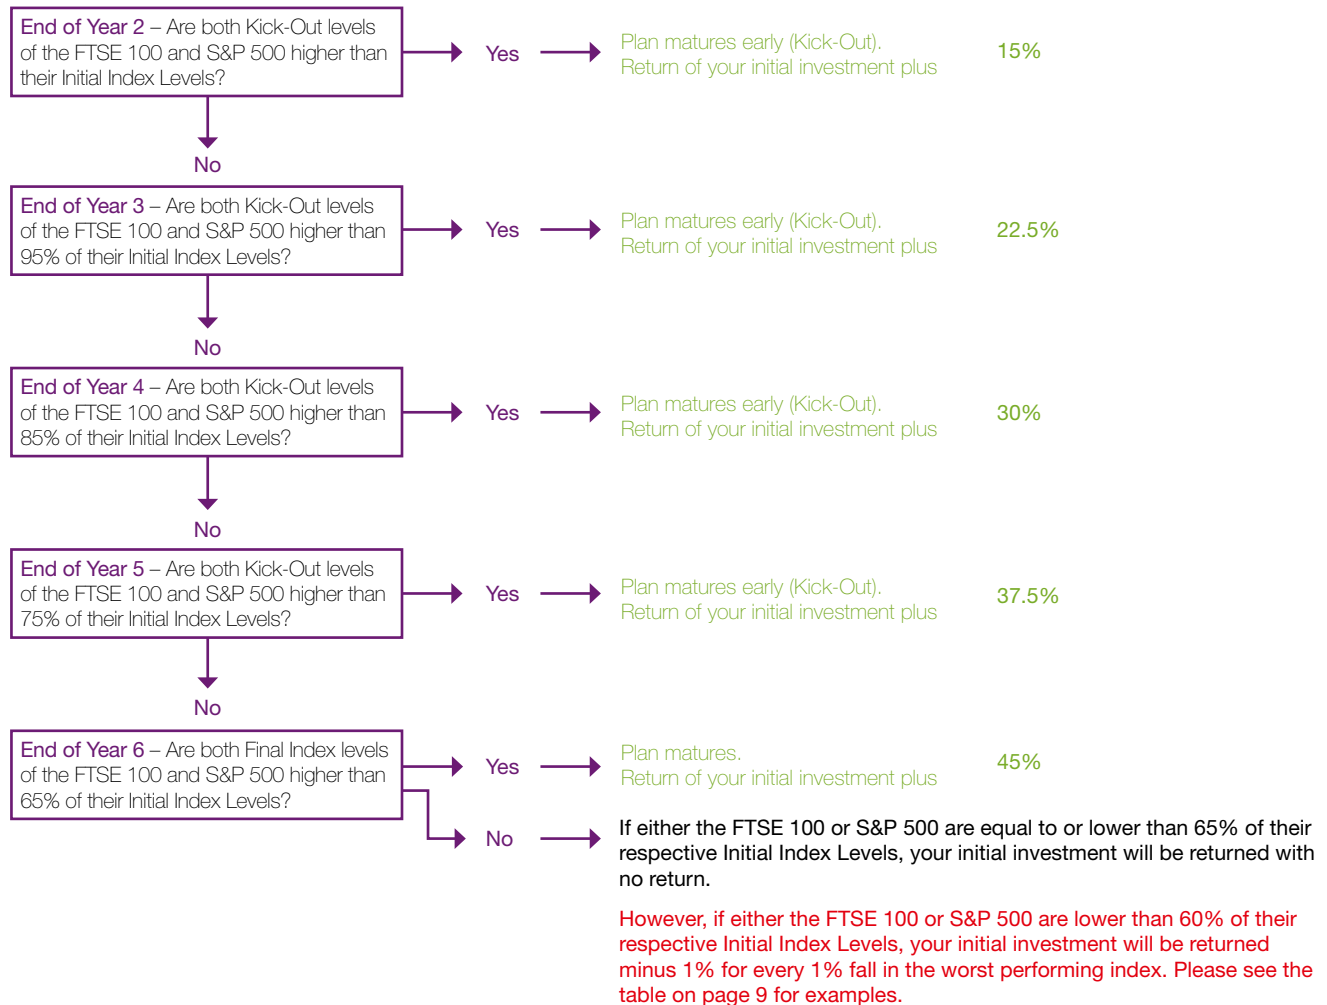 End of Year 2 – Are both Kick-Out levels
of the FTSE 100 and S&P 500 higher than
their Initial Index Levels?
Yes
Plan matures early (Kick-Out).
Return of your initial investment plus
15%
No
End of Year 3 – Are both Kick-Out levels
of the FTSE 100 and S&P 500 higher than
95% of their Initial Index Levels?
Yes
Plan matures early (Kick-Out).
Return of your initial investment plus
22.5%
No
End of Year 4 – Are both Kick-Out levels
of the FTSE 100 and S&P 500 higher than
85% of their Initial Index Levels?
Yes
Plan matures early (Kick-Out).
Return of your initial investment plus
30%
No
End of Year 5 – Are both Kick-Out levels
of the FTSE 100 and S&P 500 higher than
75% of their Initial Index Levels?
Yes
Plan matures early (Kick-Out).
Return of your initial investment plus
37.5%
No
End of Year 6 – Are both Final Index levels
of the FTSE 100 and S&P 500 higher than
65% of their Initial Index Levels?
Yes
Plan matures.
Return of your initial investment plus
45%
No
If either the FTSE 100 or S&P 500 are equal to or lower than 65% of their
respective Initial Index Levels, your initial investment will be returned with
no return.
However, if either the FTSE 100 or S&P 500 are lower than 60% of their
respective Initial Index Levels, your initial investment will be returned
minus 1% for every 1% fall in the worst performing index. Please see the
table on page 9 for examples.